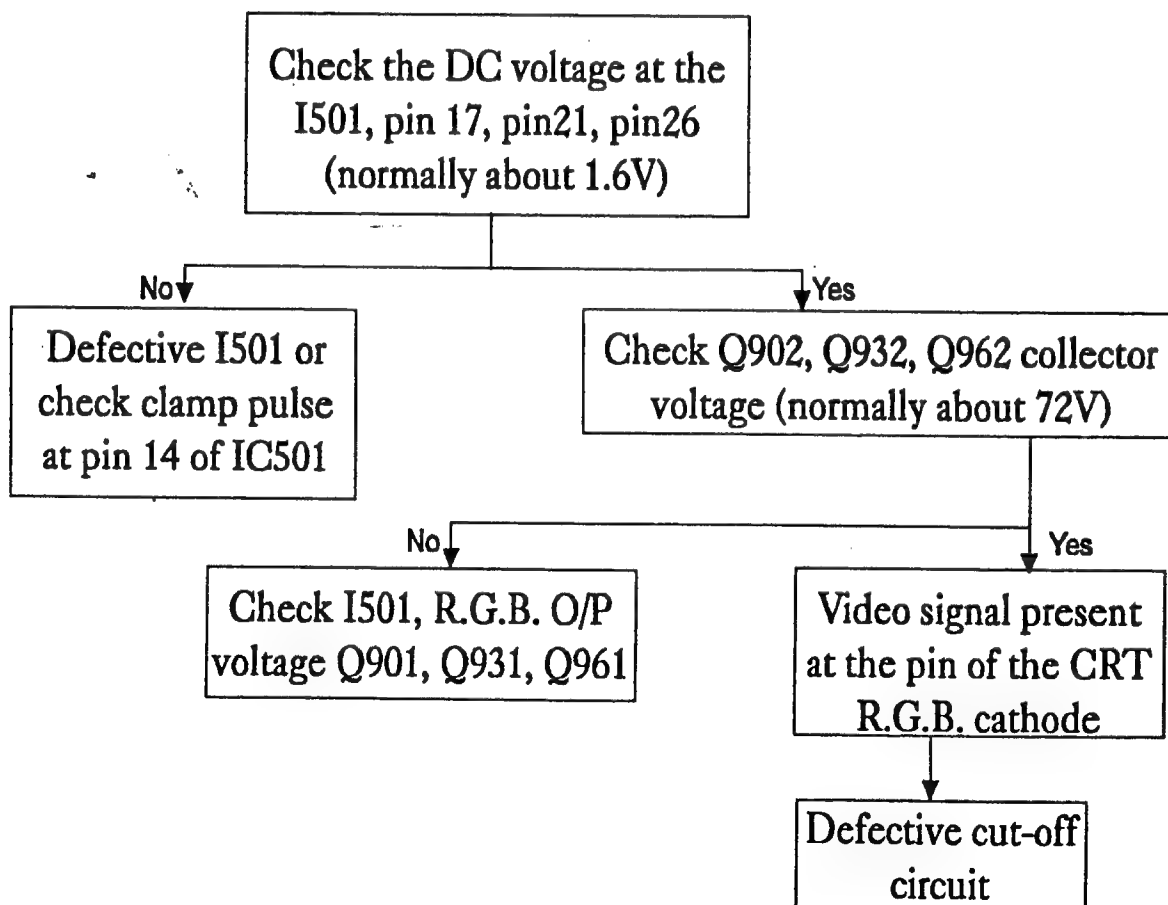 Check the DC voltage at the
I501, pin 17, pin21, pin26
(normally about 1.6V)
No
Yes
Defective I501 or
check clamp pulse
at pin 14 of IC501
Check Q902, Q932, Q962 collector
voltage (normally about 72V)
No
Yes
Check I501, R.G.B. O/P
voltage Q901, Q931, Q961
Video signal present
at the pin of the CRT
R.G.B. cathode
Defective cut-off
circuit